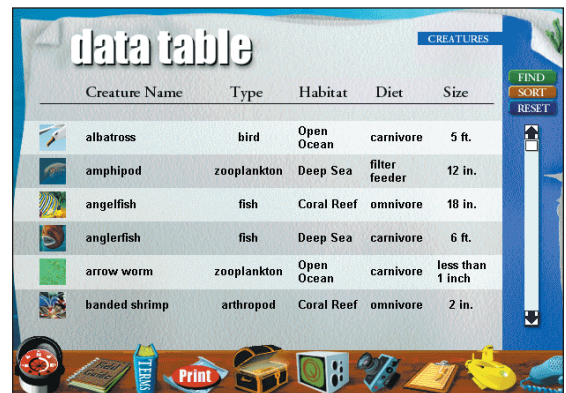 data table
CREATURES
FIND
SORT
RESET
Creature Name Type Habitat Diet Size
albatross bird Open Ocean carnivore 5 ft.
amphipod zooplankton Deep Sea filter feeder 12 in.
angelfish fish Coral Reef omnivore 18 in.
anglerfish fish Deep Sea carnivore 6 ft.
arrow worm zooplankton Open Ocean carnivore less than 1 inch
banded shrimp arthropod Coral Reef omnivore 2 in.
Field
Guide
TERMS
Print